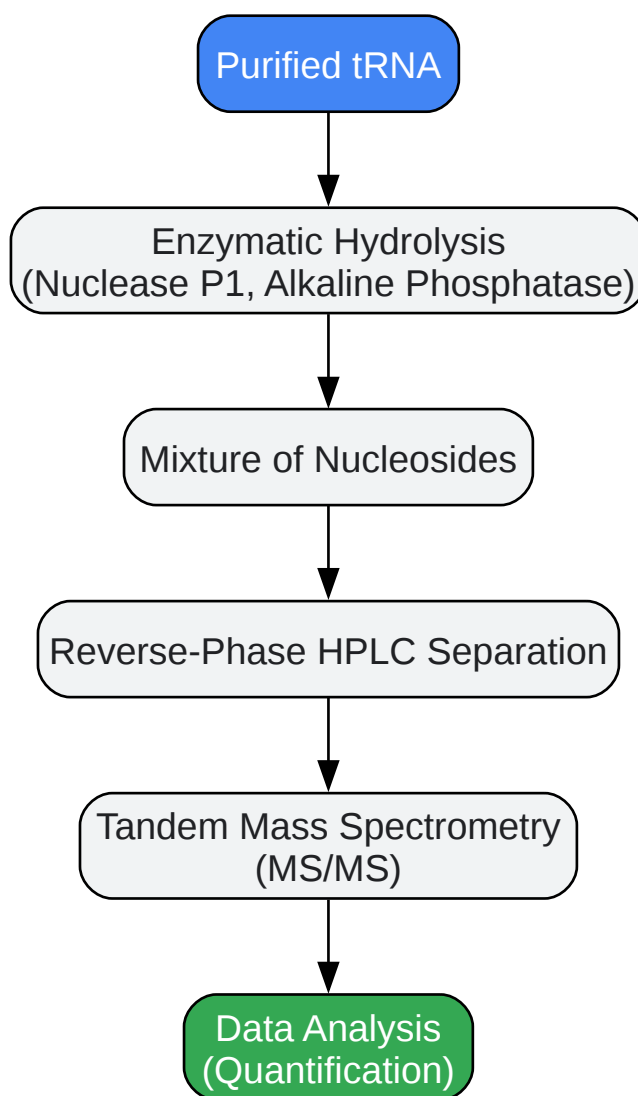 Purified tRNA
Enzymatic Hydrolysis
(Nuclease P1, Alkaline Phosphatase)
Mixture of Nucleosides
Reverse-Phase HPLC Separation
Tandem Mass Spectrometry
(MS/MS)
Data Analysis
(Quantification)